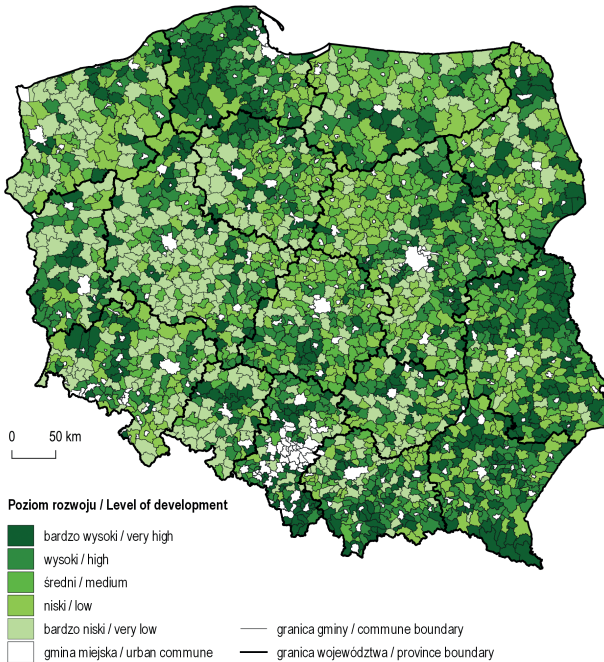 0 50 km
Poziom rozwoju / Level of development
bardzo wysoki / very high
wysoki / high
średni / medium
niski / low
bardzo niski / very low
gmina miejska / urban commune
granica gminy / commune boundary
granica województwa / province boundary